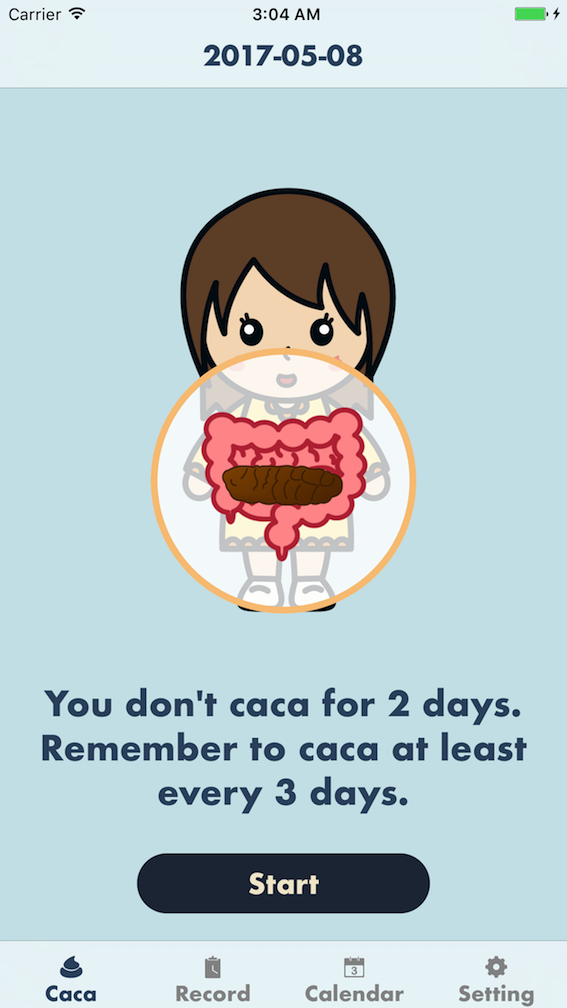 Carrier 3:04 AM
2017-05-08
You don't caca for 2 days.
Remember to caca at least
every 3 days.
Start
3
Caca Record Calendar Setting